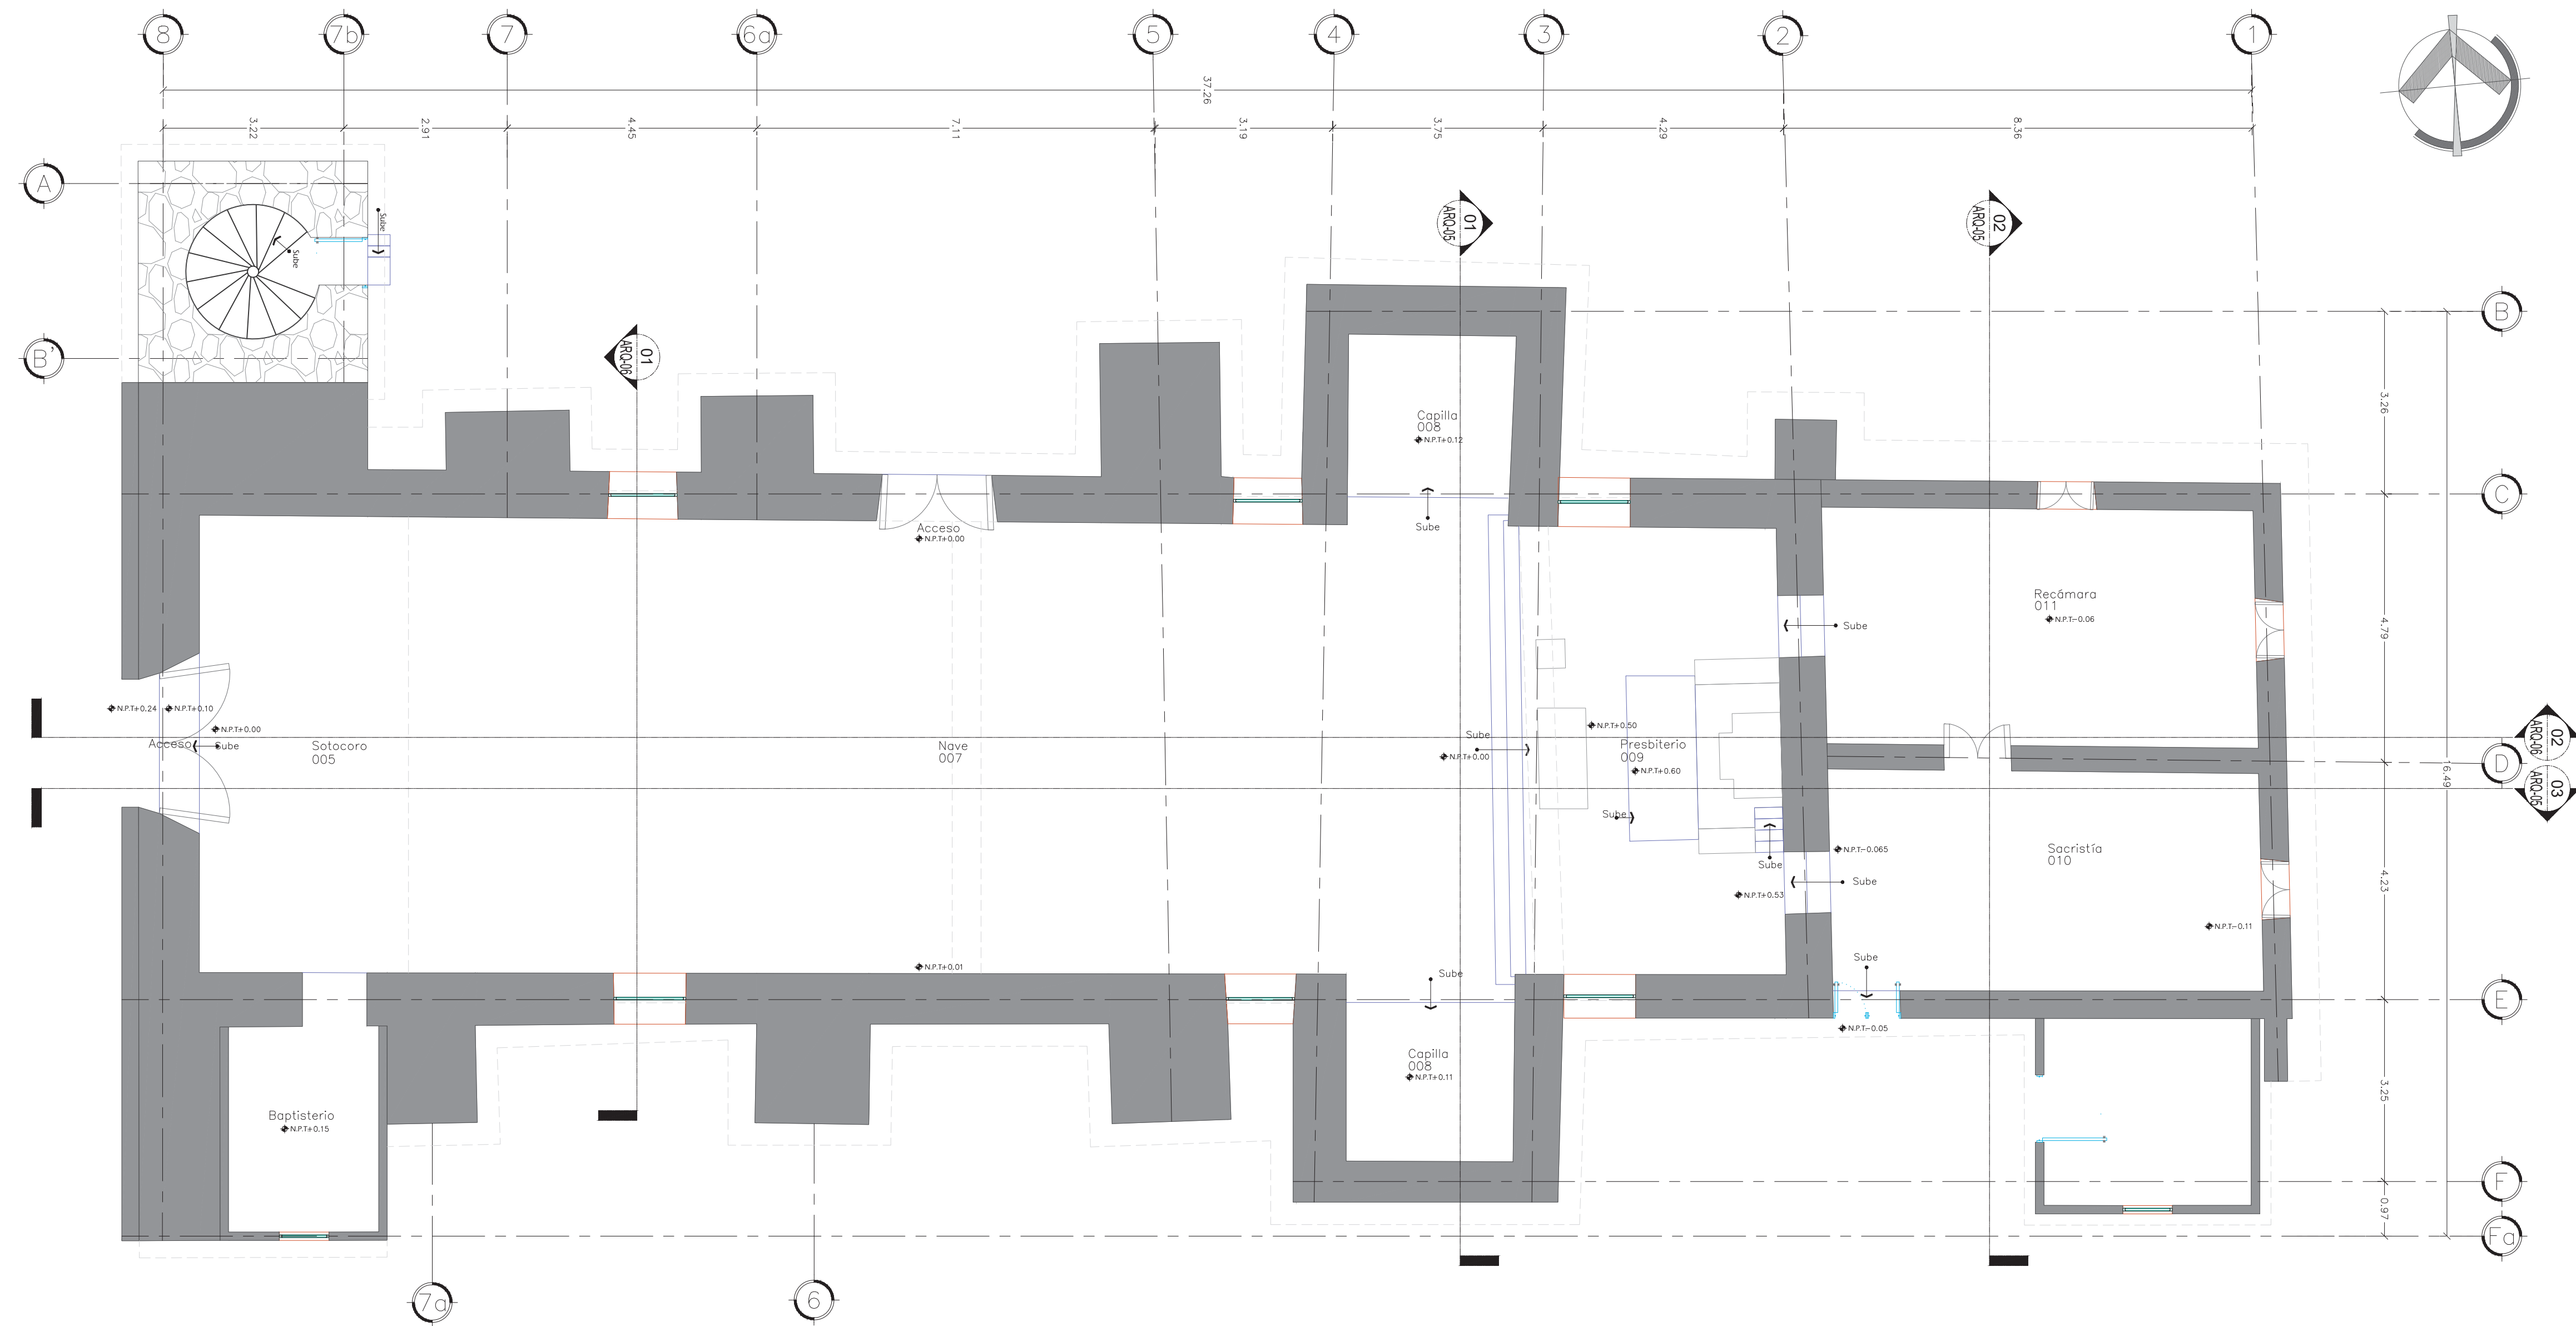 8
7b
7
6a
5
4
3
2
1
37.26
3.22
2.91
4.45
7.11
3.19
3.75
4.29
8.36
A
B'
Sube
Sube
01
ARQ-06
01
ARQ-05
02
ARQ-05
B
C
D
E
F
Fa
3.26
4.79
4.23
3.25
0.97
16.49
Capilla
008
N.P.T+0.12
Sube
Acceso
N.P.T+0.00
Recámara
011
N.P.T-0.06
Sube
N.P.T+0.24
N.P.T+0.10
N.P.T+0.00
Acceso
Sube
Sotocoro
005
Nave
007
Sube
N.P.T+0.00
N.P.T+0.50
Presbiterio
009
N.P.T+0.60
Sube
Sube
N.P.T-0.065
Sube
N.P.T+0.53
Sacristía
010
N.P.T-0.11
02
ARQ-06
03
ARQ-05
N.P.T+0.01
Sube
Sube
N.P.T-0.05
Capilla
008
N.P.T+0.11
Baptisterio
N.P.T+0.15
7a
6